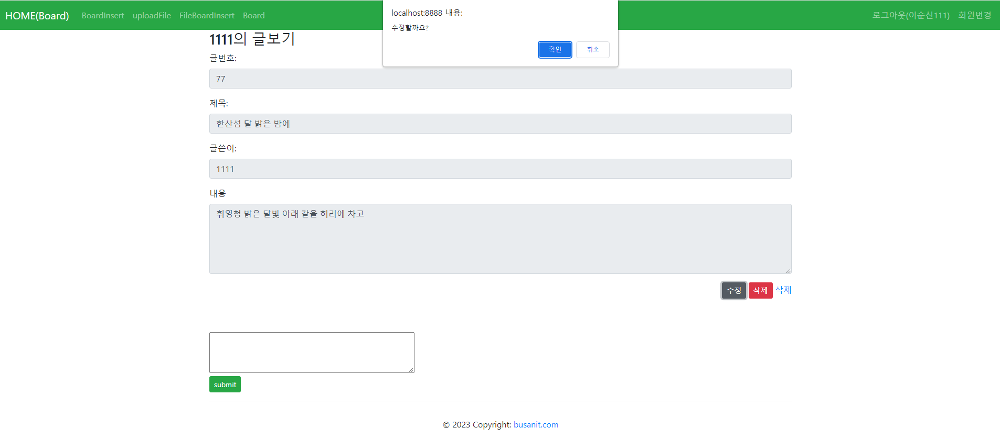 HOME(Board) BoardInsert uploadFile FileBoardInsert Board 로그아웃(이순신111) 회원변경
localhost:8888 내용:
수정할까요?
확인 취소
1111의 글보기
글번호:
77
제목:
한산섬 달 밝은 밤에
글쓴이:
1111
내용
휘영청 밝은 달빛 아래 칼을 허리에 차고
수정 삭제 삭제
submit
© 2023 Copyright: busanit.com